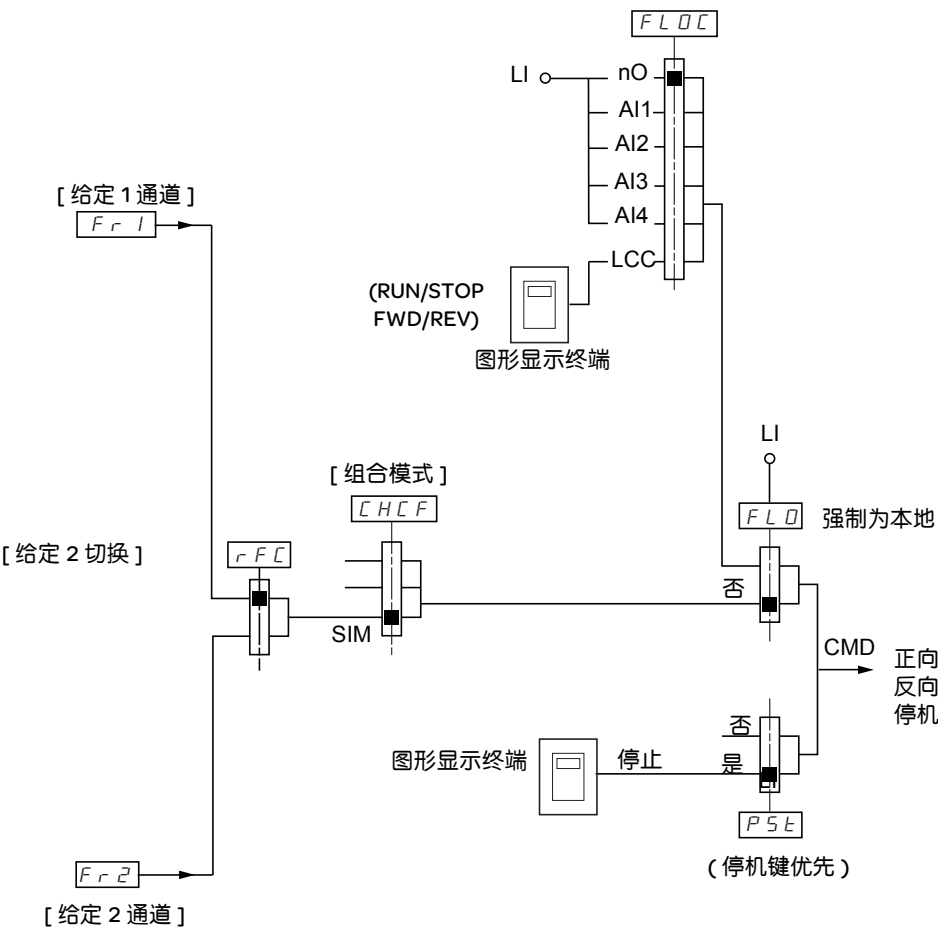 FLOC
LI
nO
AI1
AI2
AI3
AI4
LCC
[ 给定 1 通道 ]
Fr1
(RUN/STOP
FWD/REV)
图形显示终端
LI
[ 组合模式 ]
CHCF
FLO
强制为本地
[ 给定 2 切换 ]
rFC
否
SIM
CMD
正向
反向
停机
否
图形显示终端
停止
是
LI
PSt
( 停机键优先 )
Fr2
[ 给定 2 通道 ]